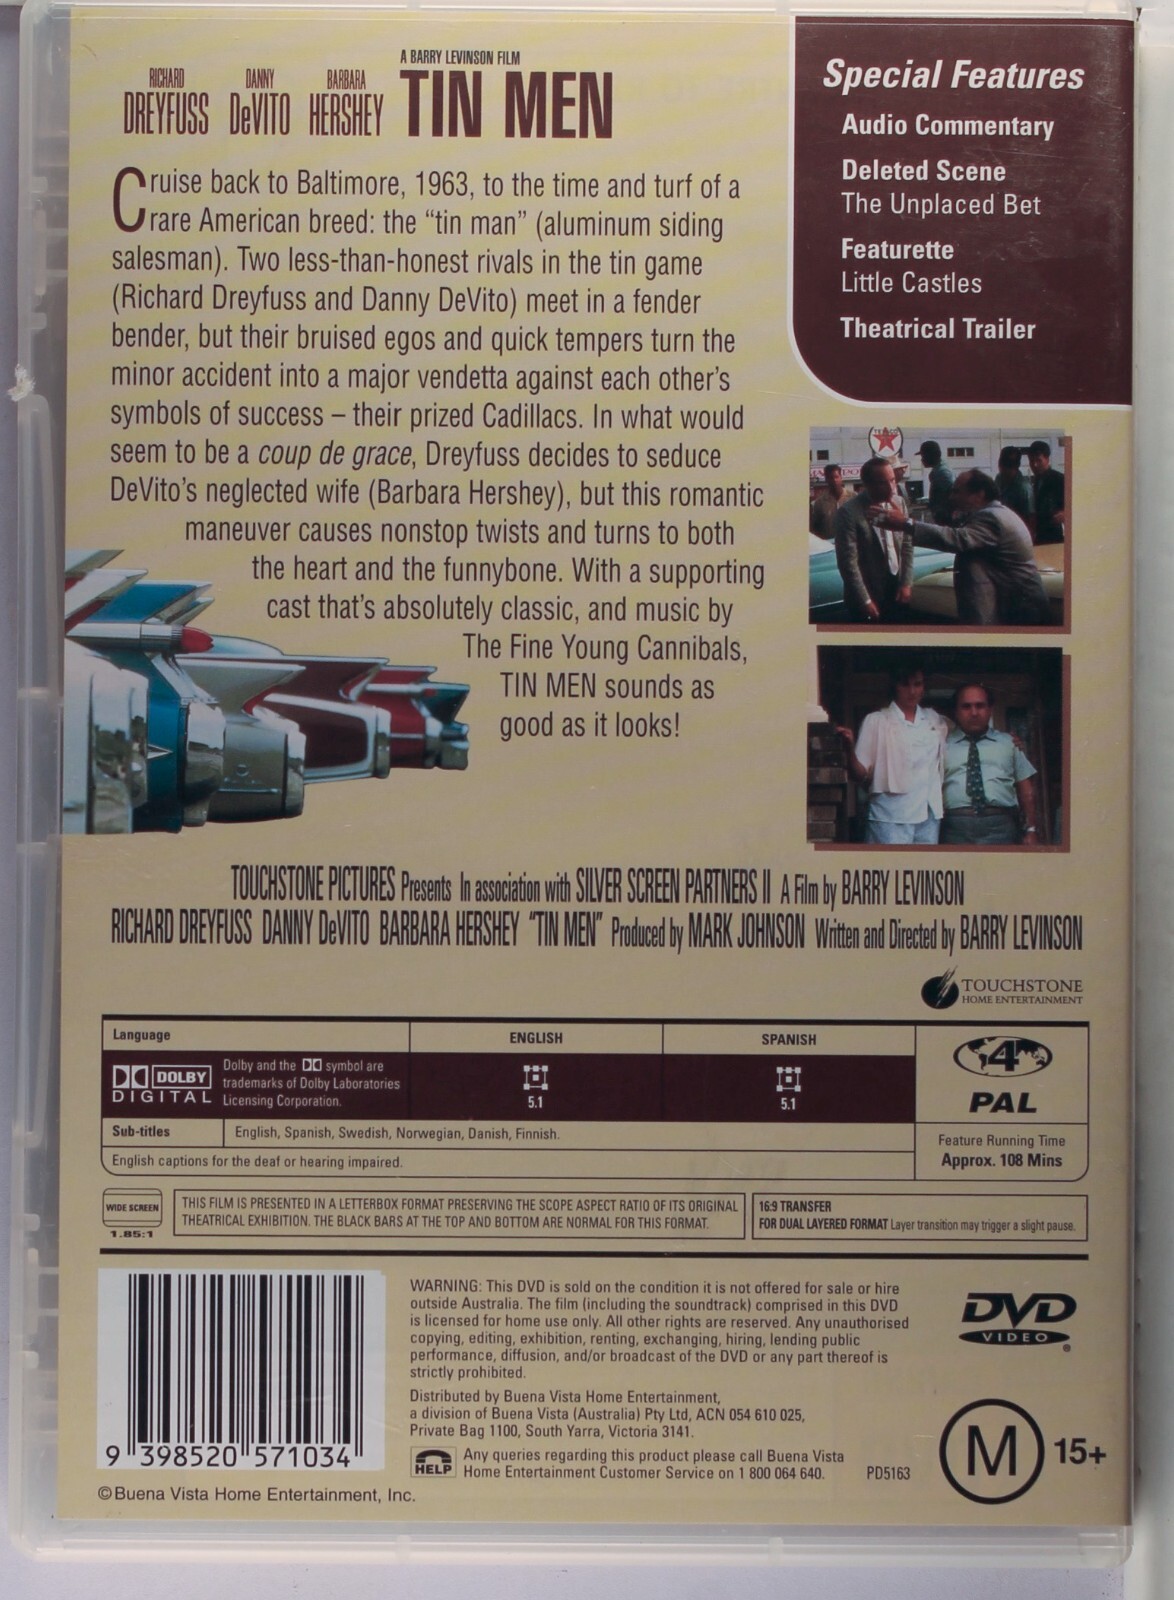 A BARRY LEVINSON FILM
RICHARD DREYFUSS DANNY DeVITO BARBARA HERSHEY TIN MEN
Cruise back to Baltimore, 1963, to the time and turf of a
rare American breed: the “tin man” (aluminum siding
salesman). Two less-than-honest rivals in the tin game
(Richard Dreyfuss and Danny DeVito) meet in a fender
bender, but their bruised egos and quick tempers turn the
minor accident into a major vendetta against each other’s
symbols of success – their prized Cadillacs. In what would
seem to be a coup de grace, Dreyfuss decides to seduce
DeVito’s neglected wife (Barbara Hershey), but this romantic
maneuver causes nonstop twists and turns to both
the heart and the funnybone. With a supporting
cast that’s absolutely classic, and music by
The Fine Young Cannibals,
TIN MEN sounds as
good as it looks!
Special Features
Audio Commentary
Deleted Scene
The Unplaced Bet
Featurette
Little Castles
Theatrical Trailer
TOUCHSTONE PICTURES Presents In association with SILVER SCREEN PARTNERS II A Film by BARRY LEVINSON
RICHARD DREYFUSS DANNY DeVITO BARBARA HERSHEY “TIN MEN” Produced by MARK JOHNSON Written and Directed by BARRY LEVINSON
TOUCHSTONE
HOME ENTERTAINMENT
Language ENGLISH SPANISH
DOLBY
DIGITAL
Dolby and the DD symbol are
trademarks of Dolby Laboratories
Licensing Corporation.
5.1 5.1
Sub-titles English, Spanish, Swedish, Norwegian, Danish, Finnish.
English captions for the deaf or hearing impaired.
4
PAL
Feature Running Time
Approx. 108 Mins
WIDE SCREEN
1.85:1
THIS FILM IS PRESENTED IN A LETTERBOX FORMAT PRESERVING THE SCOPE ASPECT RATIO OF ITS ORIGINAL
THEATRICAL EXHIBITION. THE BLACK BARS AT THE TOP AND BOTTOM ARE NORMAL FOR THIS FORMAT.
16:9 TRANSFER
FOR DUAL LAYERED FORMAT Layer transition may trigger a slight pause.
WARNING: This DVD is sold on the condition it is not offered for sale or hire
outside Australia. The film (including the soundtrack) comprised in this DVD
is licensed for home use only. All other rights are reserved. Any unauthorised
copying, editing, exhibition, renting, exchanging, hiring, lending public
performance, diffusion, and/or broadcast of the DVD or any part thereof is
strictly prohibited.
Distributed by Buena Vista Home Entertainment,
a division of Buena Vista (Australia) Pty Ltd, ACN 054 610 025,
Private Bag 1100, South Yarra, Victoria 3141.
HELP
Any queries regarding this product please call Buena Vista
Home Entertainment Customer Service on 1 800 064 640.
PD5163
DVD
VIDEO
M 15+
9 398520 571034
© Buena Vista Home Entertainment, Inc.